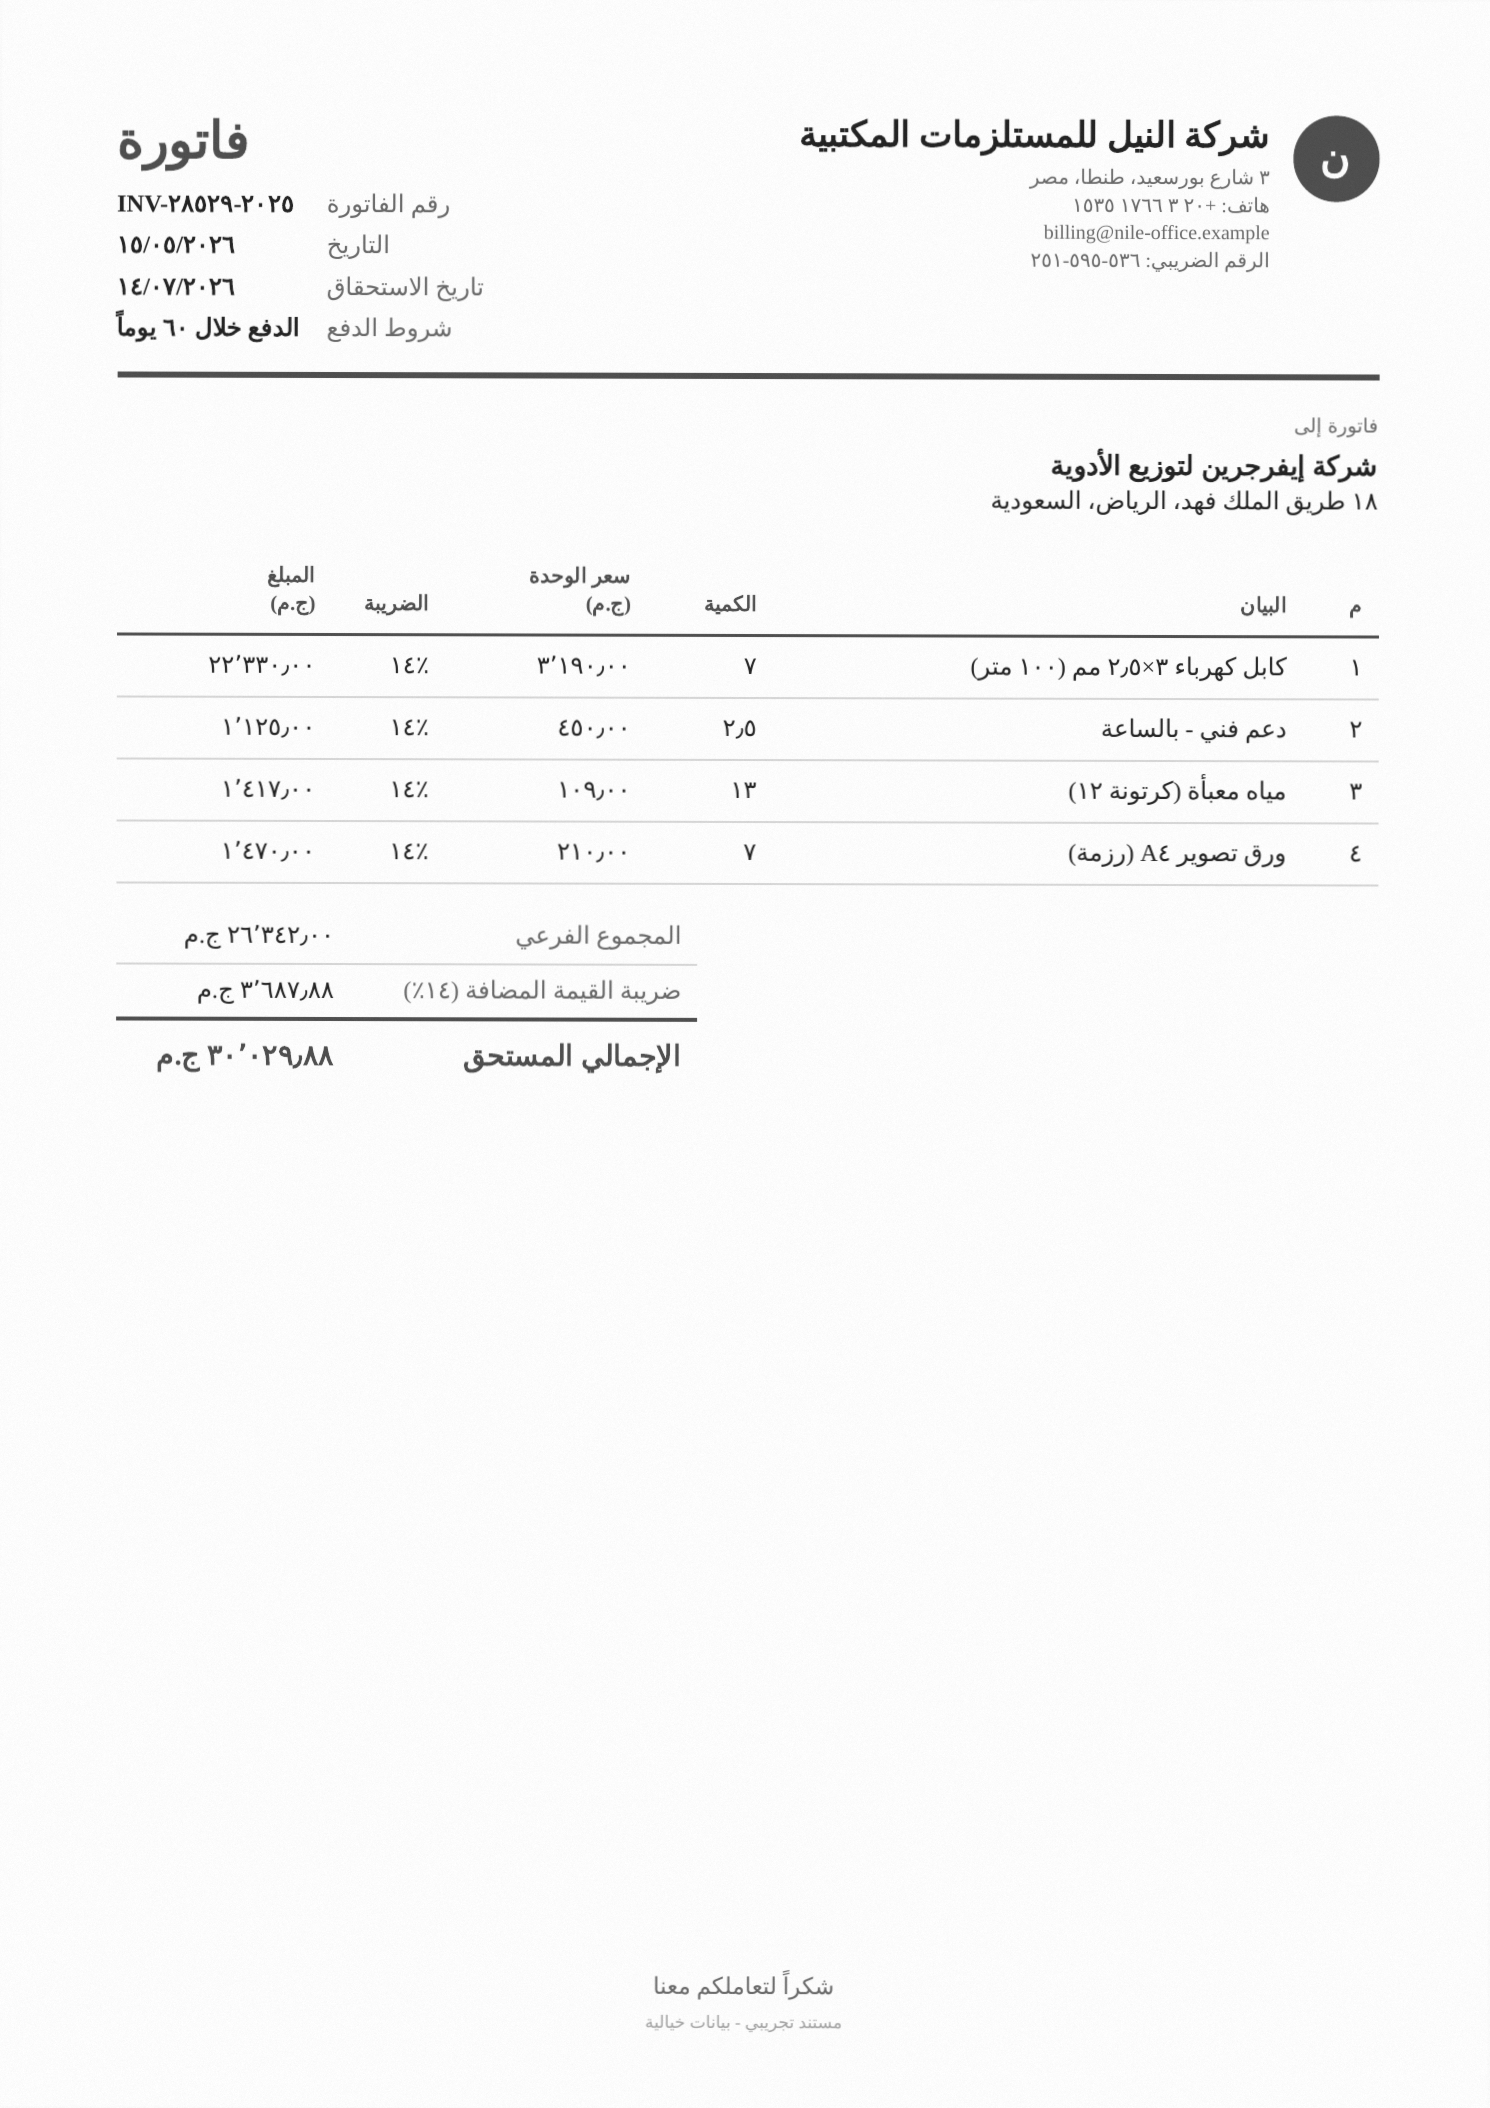 ن
شركة النيل للمستلزمات المكتبية
٣ شارع بورسعيد، طنطا، مصر
هاتف: +٢٠ ٣ ١٧٦٦ ١٥٣٥
billing@nile-office.example
الرقم الضريبي: ٥٣٦-٥٩٥-٢٥١
فاتورة
رقم الفاتورة INV-٢٠٢٥-٢٨٥٢٩
التاريخ ١٥/٠٥/٢٠٢٦
تاريخ الاستحقاق ١٤/٠٧/٢٠٢٦
شروط الدفع الدفع خلال ٦٠ يوماً
فاتورة إلى
شركة إيفرجرين لتوزيع الأدوية
١٨ طريق الملك فهد، الرياض، السعودية
م البيان الكمية سعر الوحدة (ج.م) الضريبة المبلغ (ج.م)
١ كابل كهرباء ٣×٢٫٥ مم (١٠٠ متر) ٧ ٣٬١٩٠٫٠٠ ١٤٪ ٢٢٬٣٣٠٫٠٠
٢ دعم فني - بالساعة ٢٫٥ ٤٥٠٫٠٠ ١٤٪ ١٬١٢٥٫٠٠
٣ مياه معبأة (كرتونة ١٢) ١٣ ١٠٩٫٠٠ ١٤٪ ١٬٤١٧٫٠٠
٤ ورق تصوير A٤ (رزمة) ٧ ٢١٠٫٠٠ ١٤٪ ١٬٤٧٠٫٠٠
المجموع الفرعي ٢٦٬٣٤٢٫٠٠ ج.م
ضريبة القيمة المضافة (١٤٪) ٣٬٦٨٧٫٨٨ ج.م
الإجمالي المستحق ٣٠٬٠٢٩٫٨٨ ج.م
شكراً لتعاملكم معنا
مستند تجريبي - بيانات خيالية